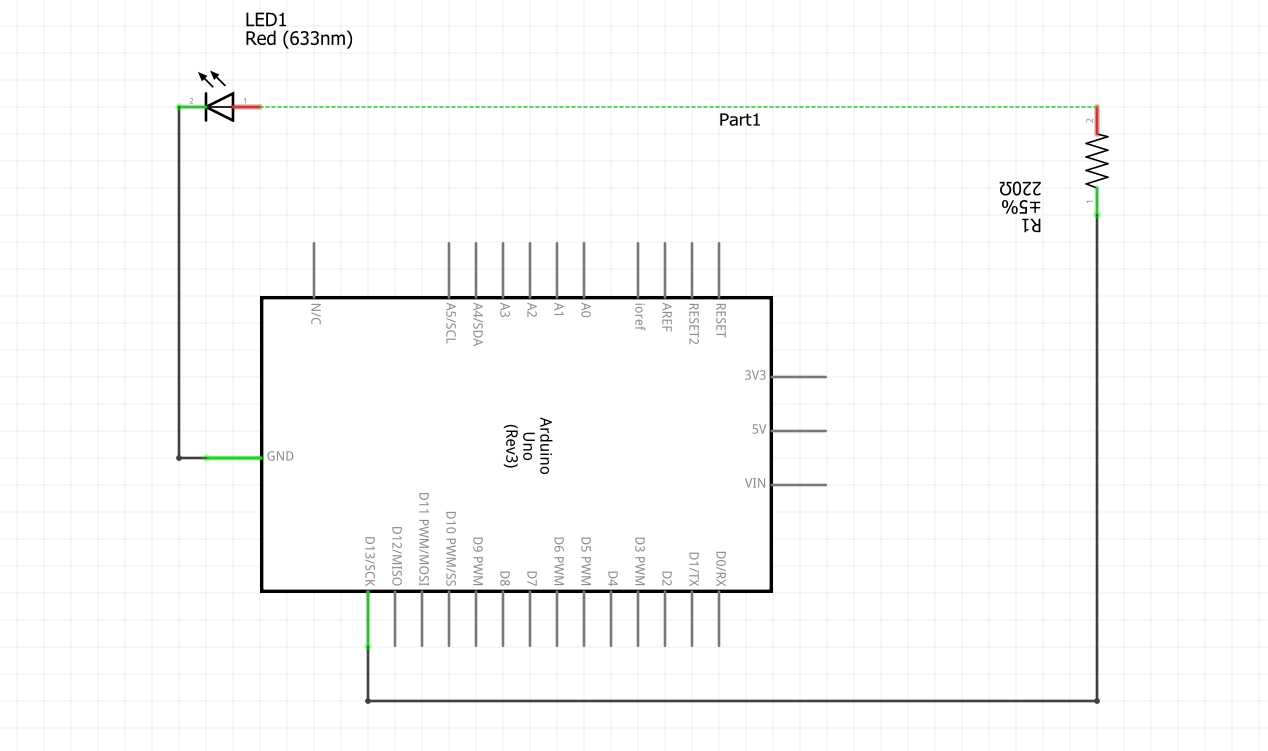 LED1
Red (633nm)
2
1
Part1
2
220Ω
±5%
R1
1
N/C
A5/SCL
A4/SDA
A3
A2
A1
A0
ioref
AREF
RESET2
RESET
3V3
5V
VIN
GND
Arduino
Uno
(Rev3)
D13/SCK
D12/MISO
D11 PWM/MOSI
D10 PWM/SS
D9 PWM
D8
D7
D6 PWM
D5 PWM
D4
D3 PWM
D2
D1/TX
D0/RX